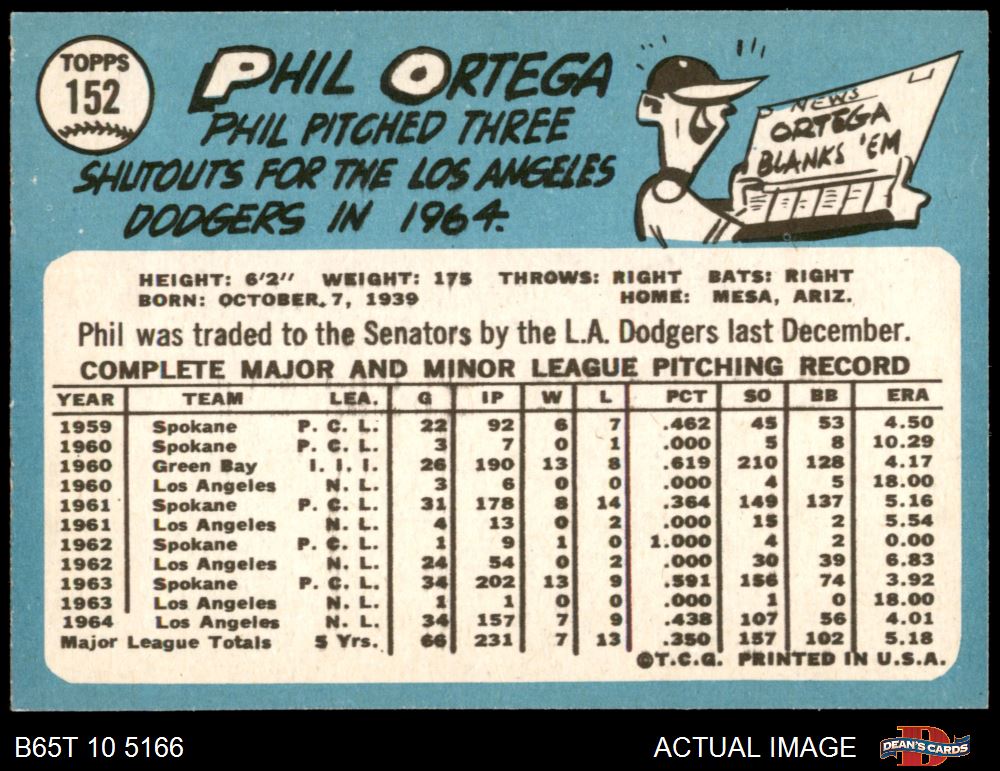 TOPPS
152
PHIL ORTEGA
PHIL PITCHED THREE
SHUTOUTS FOR THE LOS ANGELES
DODGERS IN 1964.
NEWS
ORTEGA
BLANKS 'EM
HEIGHT: 6'2" WEIGHT: 175 THROWS: RIGHT BATS: RIGHT
BORN: OCTOBER 7, 1939 HOME: MESA, ARIZ.
Phil was traded to the Senators by the L.A. Dodgers last December.
COMPLETE MAJOR AND MINOR LEAGUE PITCHING RECORD
YEAR TEAM LEA. G IP W L PCT SO BB ERA
1959 Spokane P. C. L. 22 92 6 7 .462 45 53 4.50
1960 Spokane P. C. L. 3 7 0 1 .000 5 8 10.29
1960 Green Bay I. I. I. 26 190 13 8 .619 210 128 4.17
1960 Los Angeles N. L. 3 6 0 0 .000 4 5 18.00
1961 Spokane P. C. L. 31 178 8 14 .364 149 137 5.16
1961 Los Angeles N. L. 4 13 0 2 .000 15 2 5.54
1962 Spokane P. C. L. 1 9 1 0 1.000 4 2 0.00
1962 Los Angeles N. L. 24 54 0 2 .000 30 39 6.83
1963 Spokane P. C. L. 34 202 13 9 .591 156 74 3.92
1963 Los Angeles N. L. 1 1 0 0 .000 1 0 18.00
1964 Los Angeles N. L. 34 157 7 9 .438 107 56 4.01
Major League Totals 5 Yrs. 66 231 7 13 .350 157 102 5.18
©T.C.G. PRINTED IN U.S.A.
B65T 10 5166
ACTUAL IMAGE
DEAN'S CARDS